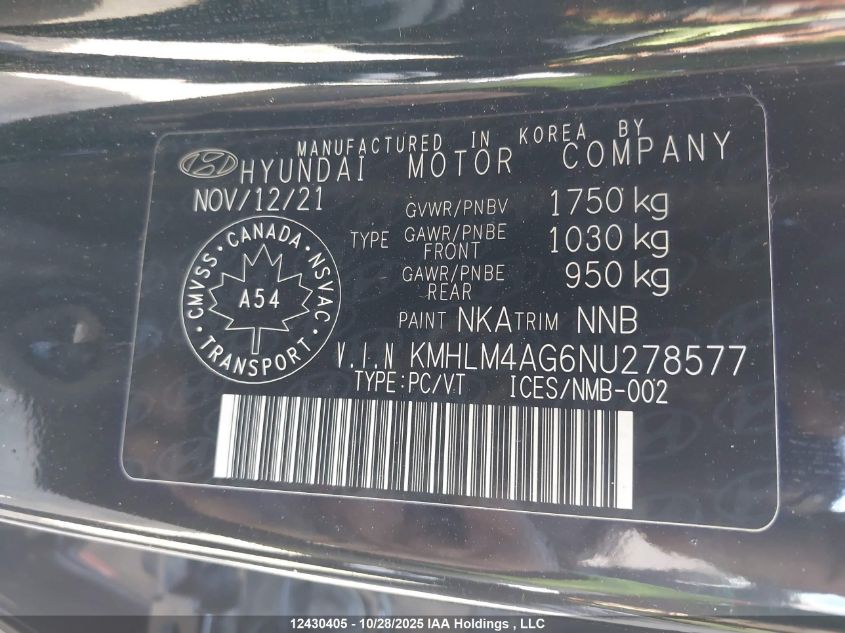 MANUFACTURED IN KOREA BY
HYUNDAI MOTOR COMPANY
NOV/12/21
GVWR/PNBV 1750 kg
TYPE GAWR/PNBE FRONT 1030 kg
GAWR/PNBE REAR 950 kg
CMVSS · CANADA · NSVAC · TRANSPORT ·
A54
PAINT NKA TRIM NNB
V.I.N KMHLM4AG6NU278577
TYPE:PC/VT ICES/NMB-002
12430405 - 10/28/2025 IAA Holdings , LLC